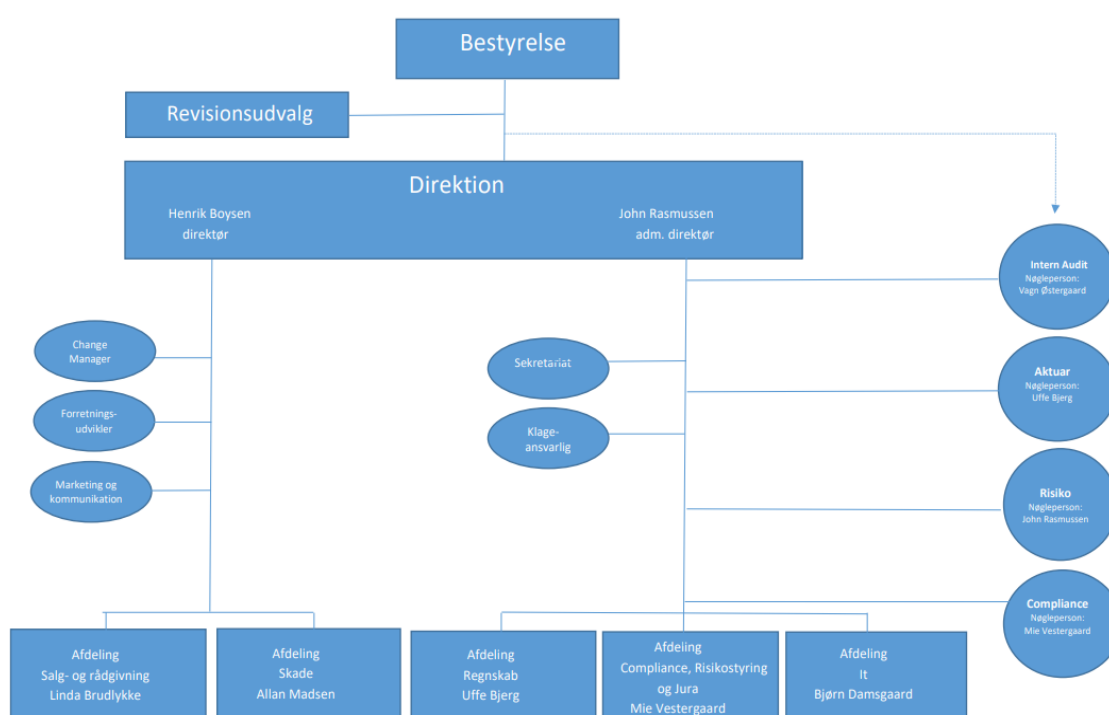 Bestyrelse
Revisionsudvalg
Direktion
Henrik Boysen
direktør
John Rasmussen
adm. direktør
Intern Audit
Nøgleperson:
Vagn Østergaard
Change
Manager
Sekretariat
Aktuar
Nøgleperson:
Uffe Bjerg
Forretnings-
udvikler
Klage-
ansvarlig
Marketing og
kommunikation
Risiko
Nøgleperson:
John Rasmussen
Compliance
Nøgleperson:
Mie Vestergaard
Afdeling
Salg- og rådgivning
Linda Brudlykke
Afdeling
Skade
Allan Madsen
Afdeling
Regnskab
Uffe Bjerg
Afdeling
Compliance, Risikostyring
og Jura
Mie Vestergaard
Afdeling
It
Bjørn Damsgaard